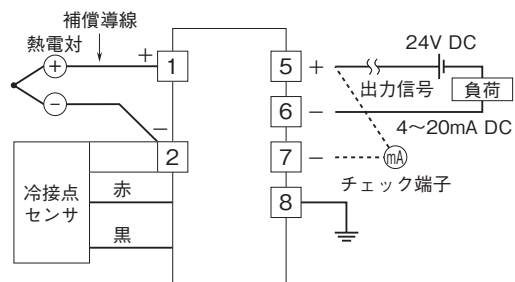 補償導線
熱電対
+
−
+
−
1
2
冷接点
センサ
赤
黒
5
6
7
8
+
−
−
24V DC
出力信号
負荷
4〜20mA DC
mA
チェック端子